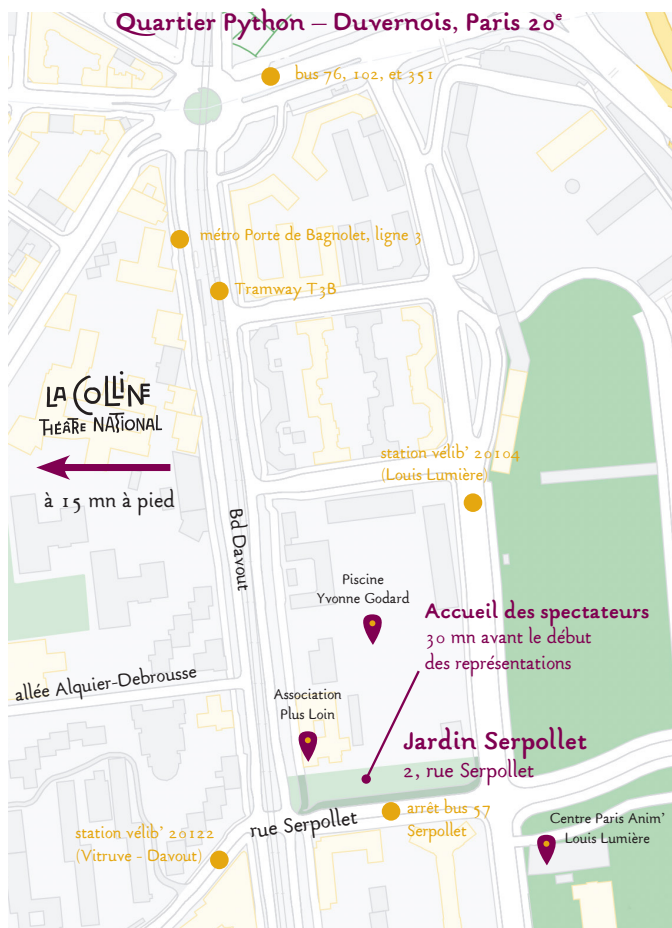 Quartier Python – Duvernois, Paris 20e
bus 76, 102, et 351
métro Porte de Bagnolet, ligne 3
Tramway T3B
LA COLLINE
THÉÂTRE NATIONAL
à 15 mn à pied
station vélib' 20104
(Louis Lumière)
Bd Davout
Piscine
Yvonne Godard
Accueil des spectateurs
30 mn avant le début
des représentations
allée Alquier-Debrousse
Association
Plus Loin
Jardin Serpollet
2, rue Serpollet
arrêt bus 57
Serpollet
rue Serpollet
station vélib' 20122
(Vitruve - Davout)
Centre Paris Anim'
Louis Lumière